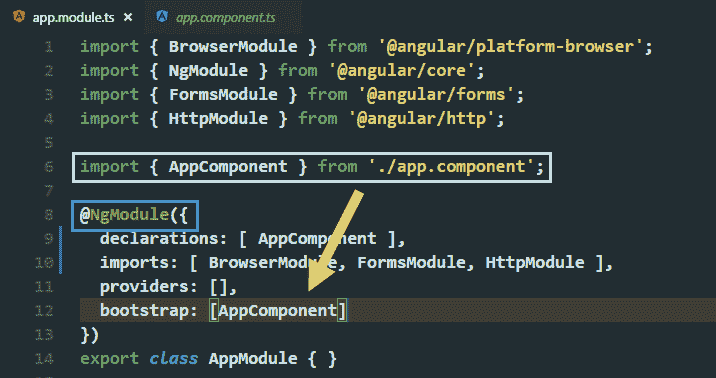 app.module.ts × app.component.ts
1 import { BrowserModule } from '@angular/platform-browser';
2 import { NgModule } from '@angular/core';
3 import { FormsModule } from '@angular/forms';
4 import { HttpModule } from '@angular/http';
5
6 import { AppComponent } from './app.component';
7
8 @NgModule({
9 declarations: [ AppComponent ],
10 imports: [ BrowserModule, FormsModule, HttpModule ],
11 providers: [],
12 bootstrap: [AppComponent]
13 })
14 export class AppModule { }